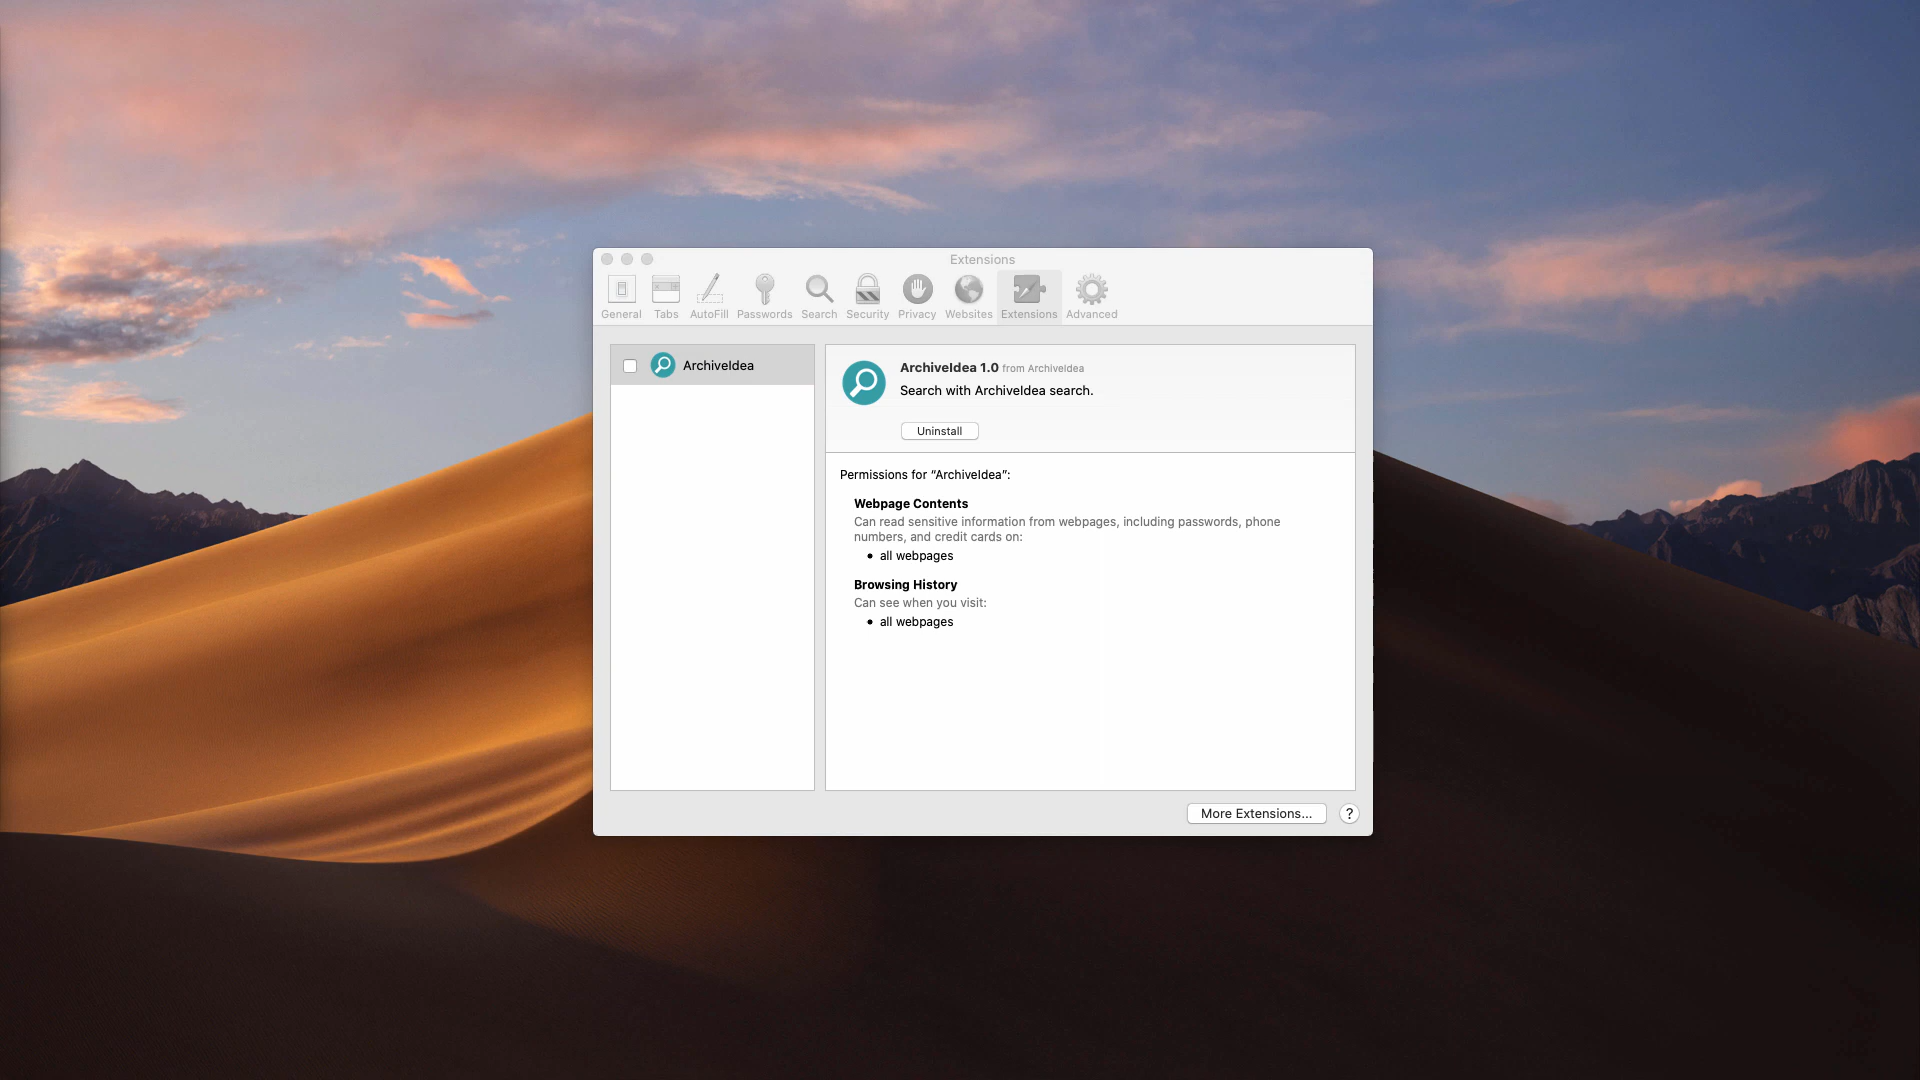 Extensions
General Tabs AutoFill Passwords Search Security Privacy Websites Extensions Advanced
ArchiveIdea
ArchiveIdea 1.0 from ArchiveIdea
Search with ArchiveIdea search.
Uninstall
Permissions for “ArchiveIdea”:
Webpage Contents
Can read sensitive information from webpages, including passwords, phone
numbers, and credit cards on:
• all webpages
Browsing History
Can see when you visit:
• all webpages
More Extensions... ?